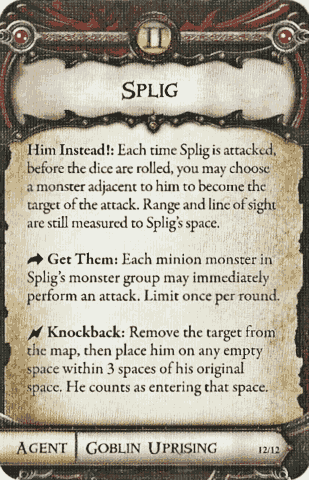 II
SPLIG
Him Instead!: Each time Splig is attacked,
before the dice are rolled, you may choose
a monster adjacent to him to become the
target of the attack. Range and line of sight
are still measured to Splig's space.
Get Them: Each minion monster in
Splig's monster group may immediately
perform an attack. Limit once per round.
Knockback: Remove the target from
the map, then place him on any empty
space within 3 spaces of his original
space. He counts as entering that space.
AGENT GOBLIN UPRISING 12/12